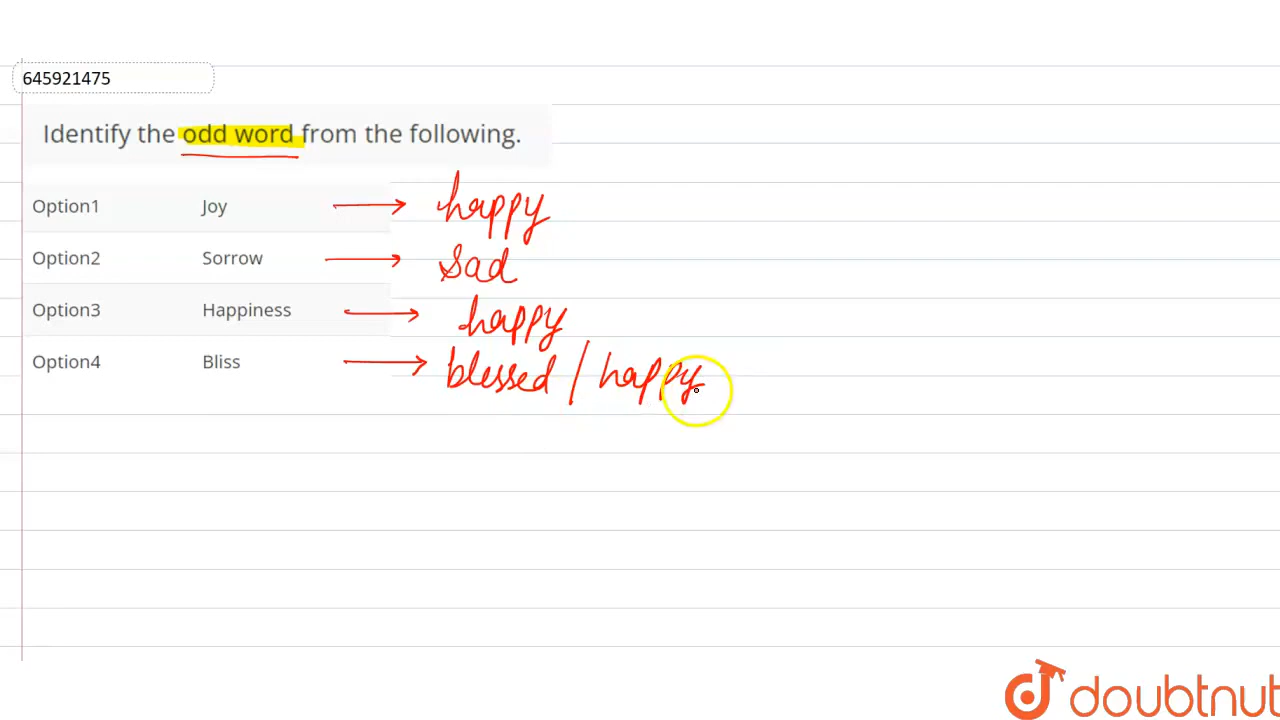 645921475
Identify the odd word from the following.
Option1 Joy happy
Option2 Sorrow sad
Option3 Happiness happy
Option4 Bliss blessed / happy
doubtnut